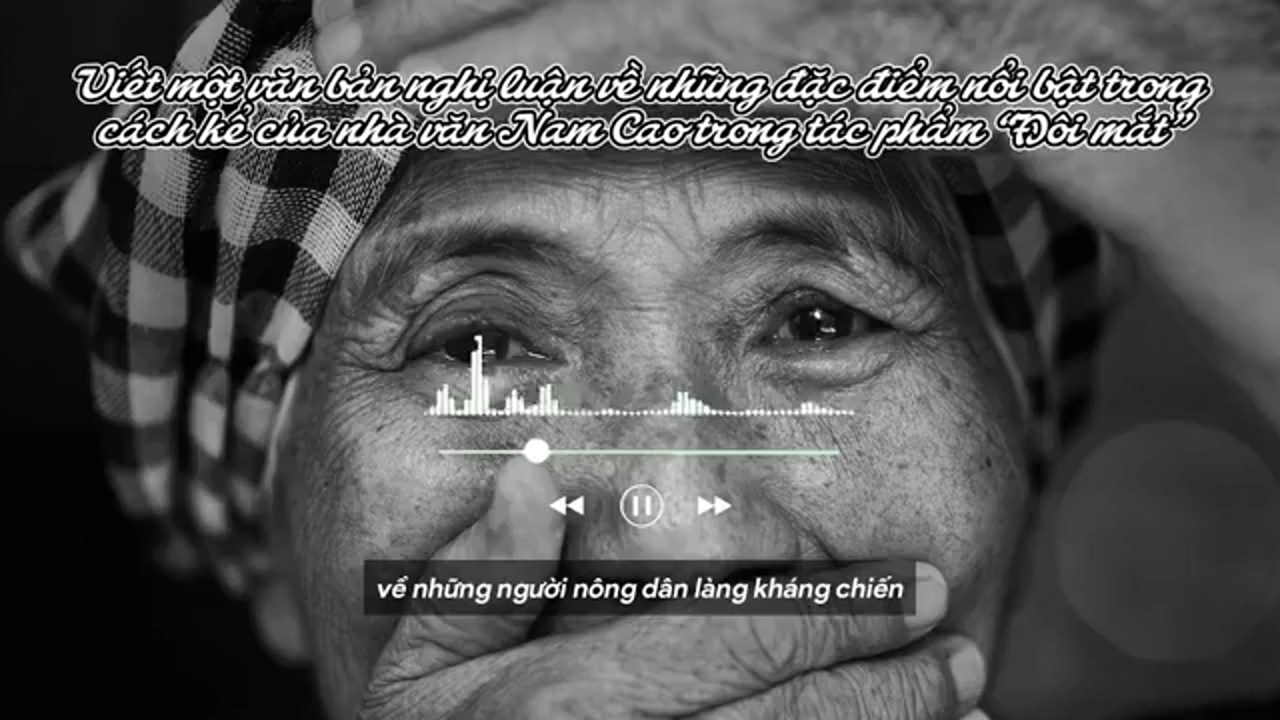 Viết một văn bản nghị luận về những đặc điểm nổi bật trong
cách kể của nhà văn Nam Cao trong tác phẩm “Đôi mắt”
về những người nông dân làng kháng chiến